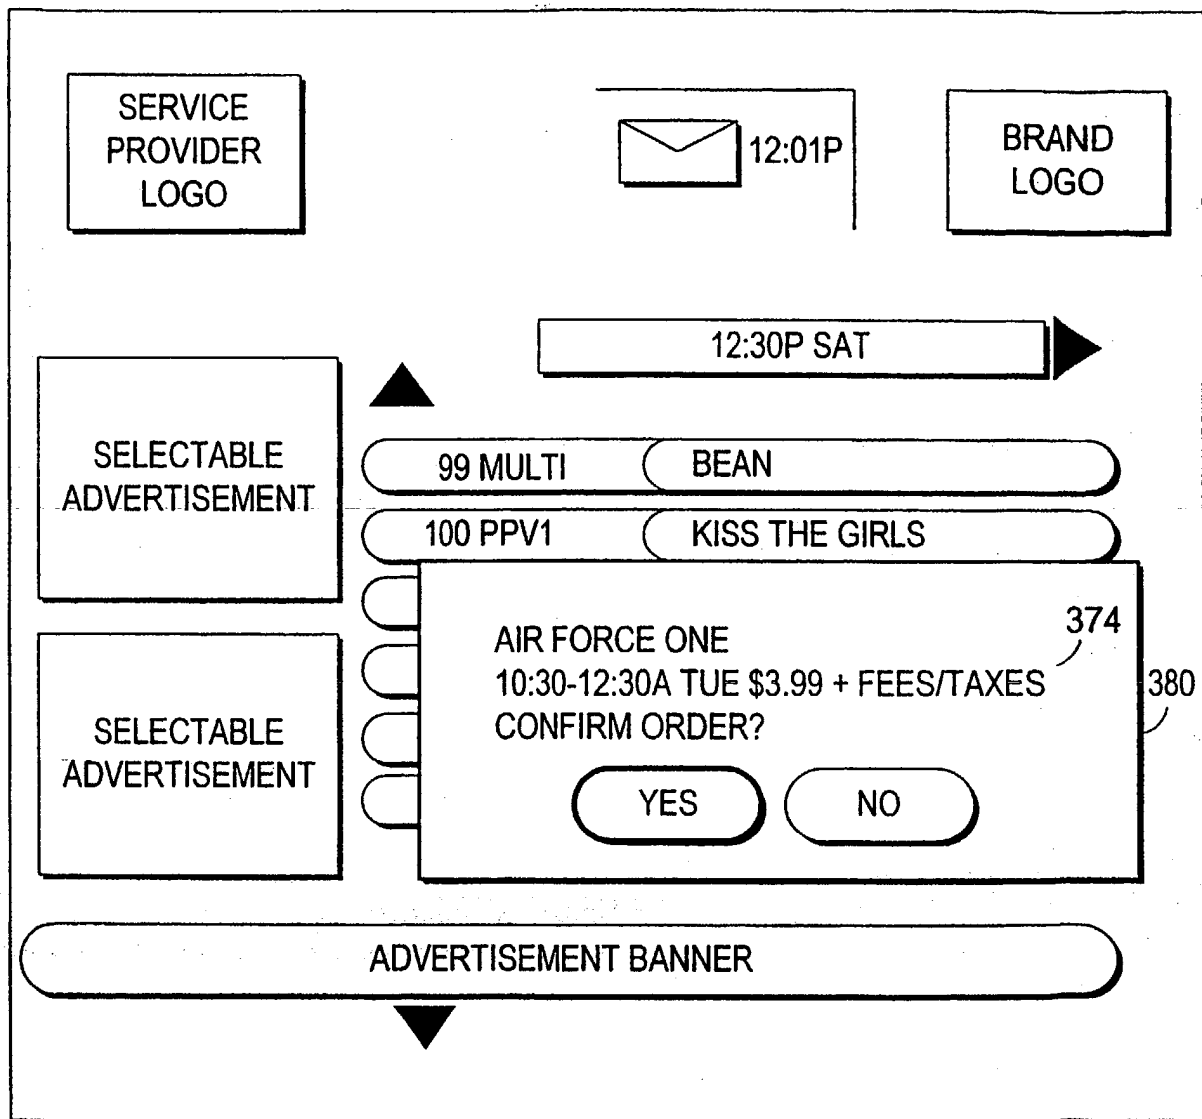 SERVICE
PROVIDER
LOGO
12:01P
BRAND
LOGO
12:30P SAT
SELECTABLE
ADVERTISEMENT
99 MULTI BEAN
100 PPV1 KISS THE GIRLS
AIR FORCE ONE
374
10:30-12:30A TUE $3.99 + FEES/TAXES
380
CONFIRM ORDER?
YES NO
SELECTABLE
ADVERTISEMENT
ADVERTISEMENT BANNER